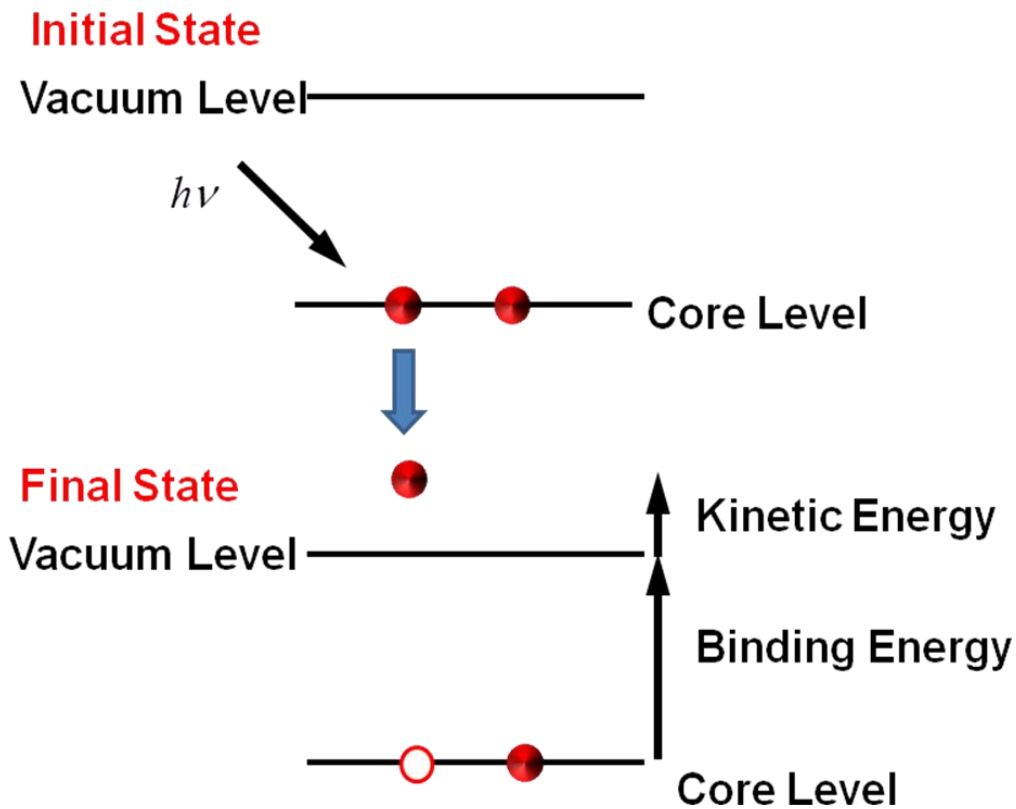 Initial State
Vacuum Level
hν
Core Level
Final State
Kinetic Energy
Vacuum Level
Binding Energy
Core Level